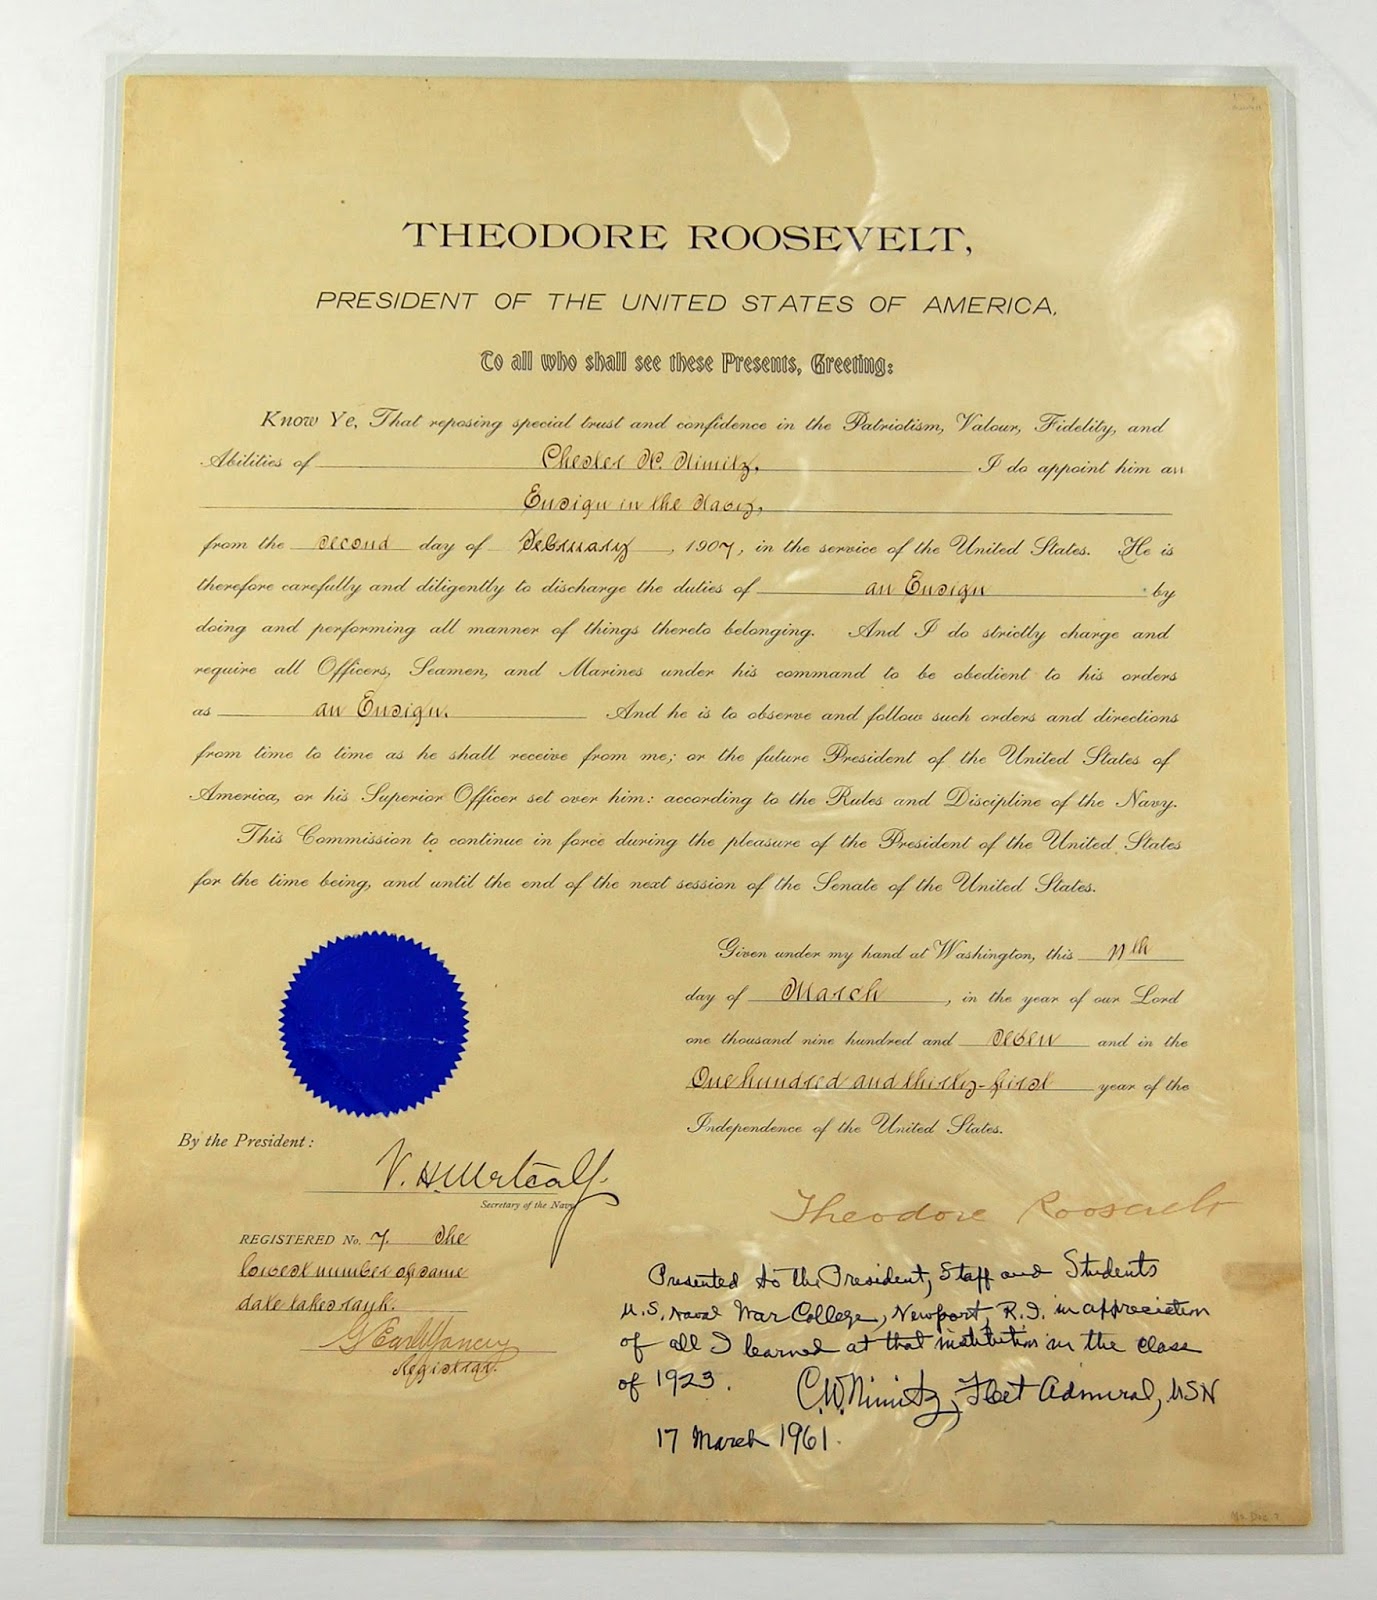 THEODORE ROOSEVELT,
PRESIDENT OF THE UNITED STATES OF AMERICA.
To all who shall see these Presents, Greeting:
Know Ye, That reposing special trust and confidence in the Patriotism, Valour, Fidelity, and
Abilities of Chester W. Nimitz, I do appoint him an
Ensign in the Navy,
from the second day of February, 1907, in the service of the United States. He is
therefore carefully and diligently to discharge the duties of an Ensign by
doing and performing all manner of things thereto belonging. And I do strictly charge and
require all Officers, Seamen, and Marines under his command to be obedient to his orders
as an Ensign. And he is to observe and follow such orders and directions
from time to time as he shall receive from me; or the future President of the United States of
America, or his Superior Officer set over him: according to the Rules and Discipline of the Navy.
This Commission to continue in force during the pleasure of the President of the United States
for the time being, and until the end of the next session of the Senate of the United States.
Given under my hand at Washington, this
day of March, in the year of our Lord
one thousand nine hundred and seven and in the
One hundred and thirty-first year of the
Independence of the United States.
By the President:
V. H. Metcalf
Secretary of the Navy
Theodore Roosevelt
REGISTERED No. 7. The
lowest number of same
date takes rank.
Registrar.
Presented to the President, Staff and Students
U.S. Naval War College, Newport, R.I. in appreciation
of all I learned at that institution in the class
of 1923. C.W. Nimitz, Fleet Admiral, USN
17 March 1961.